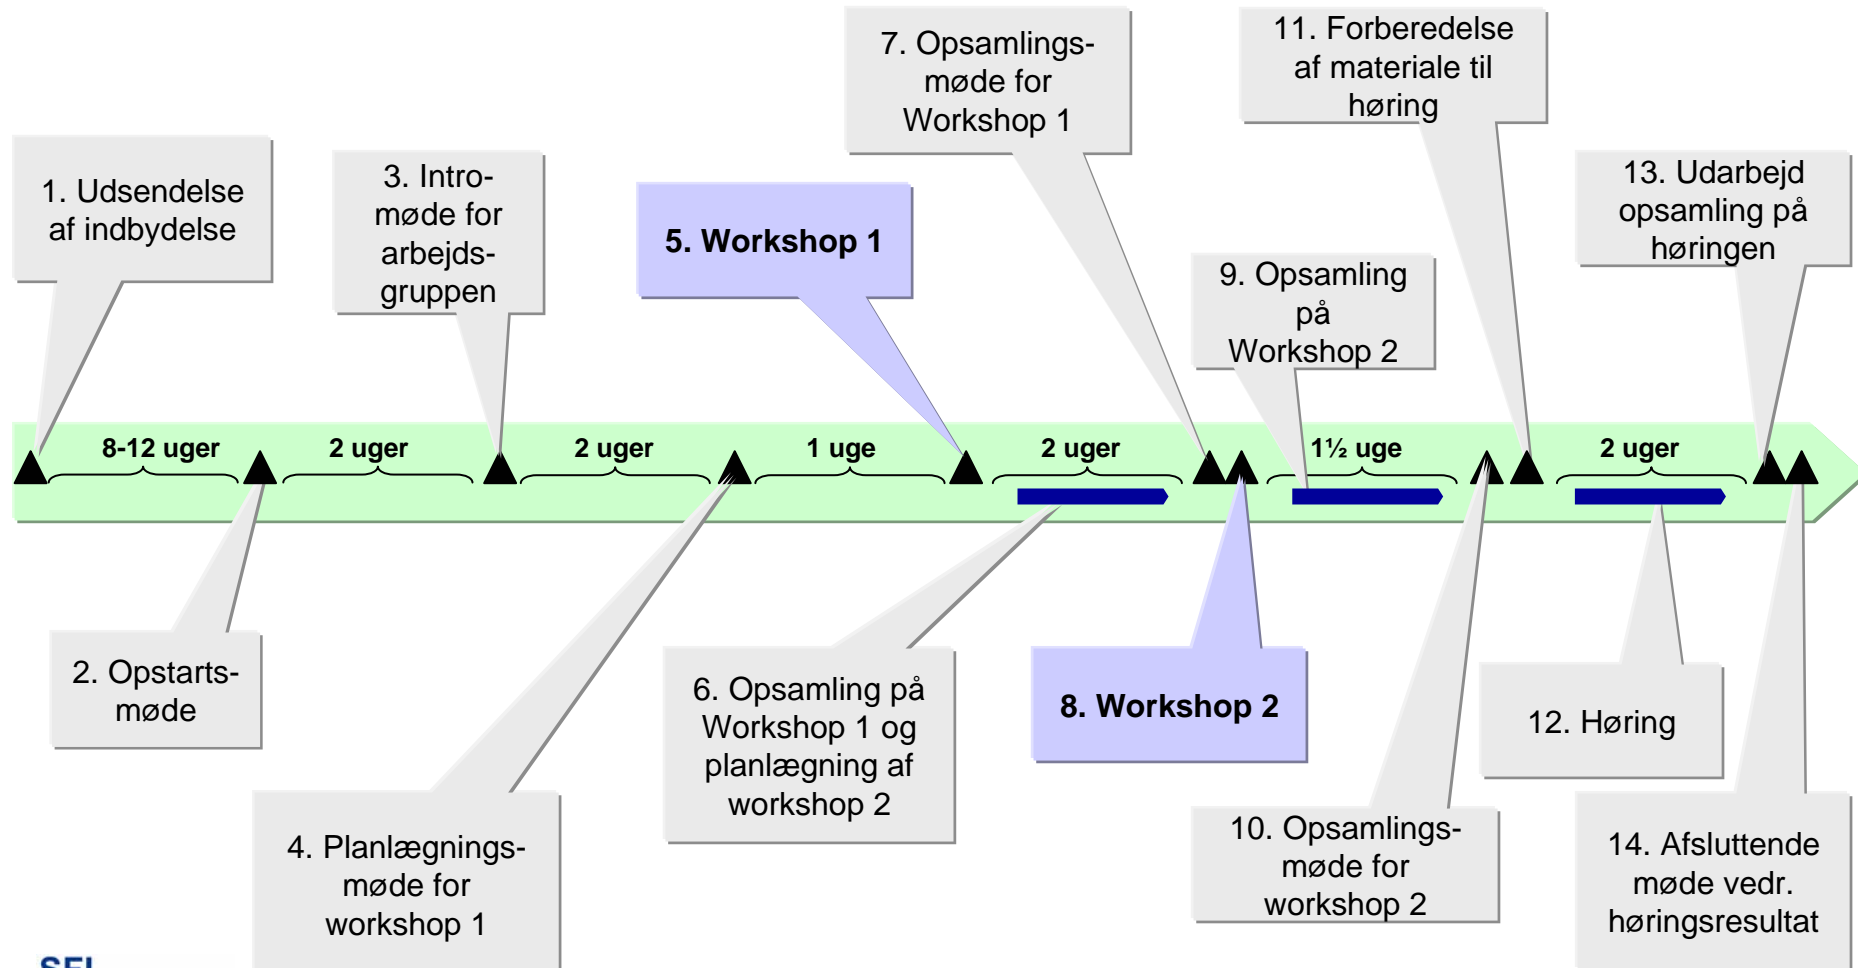 1. Udsendelse
af indbydelse
3. Intro-
møde for
arbejds-
gruppen
5. Workshop 1
7. Opsamlings-
møde for
Workshop 1
9. Opsamling
på
Workshop 2
11. Forberedelse
af materiale til
høring
13. Udarbejd
opsamling på
høringen
8-12 uger
2 uger
2 uger
1 uge
2 uger
1½ uge
2 uger
2. Opstarts-
møde
4. Planlægnings-
møde for
workshop 1
6. Opsamling på
Workshop 1 og
planlægning af
workshop 2
8. Workshop 2
10. Opsamlings-
møde for
workshop 2
12. Høring
14. Afsluttende
møde vedr.
høringsresultat